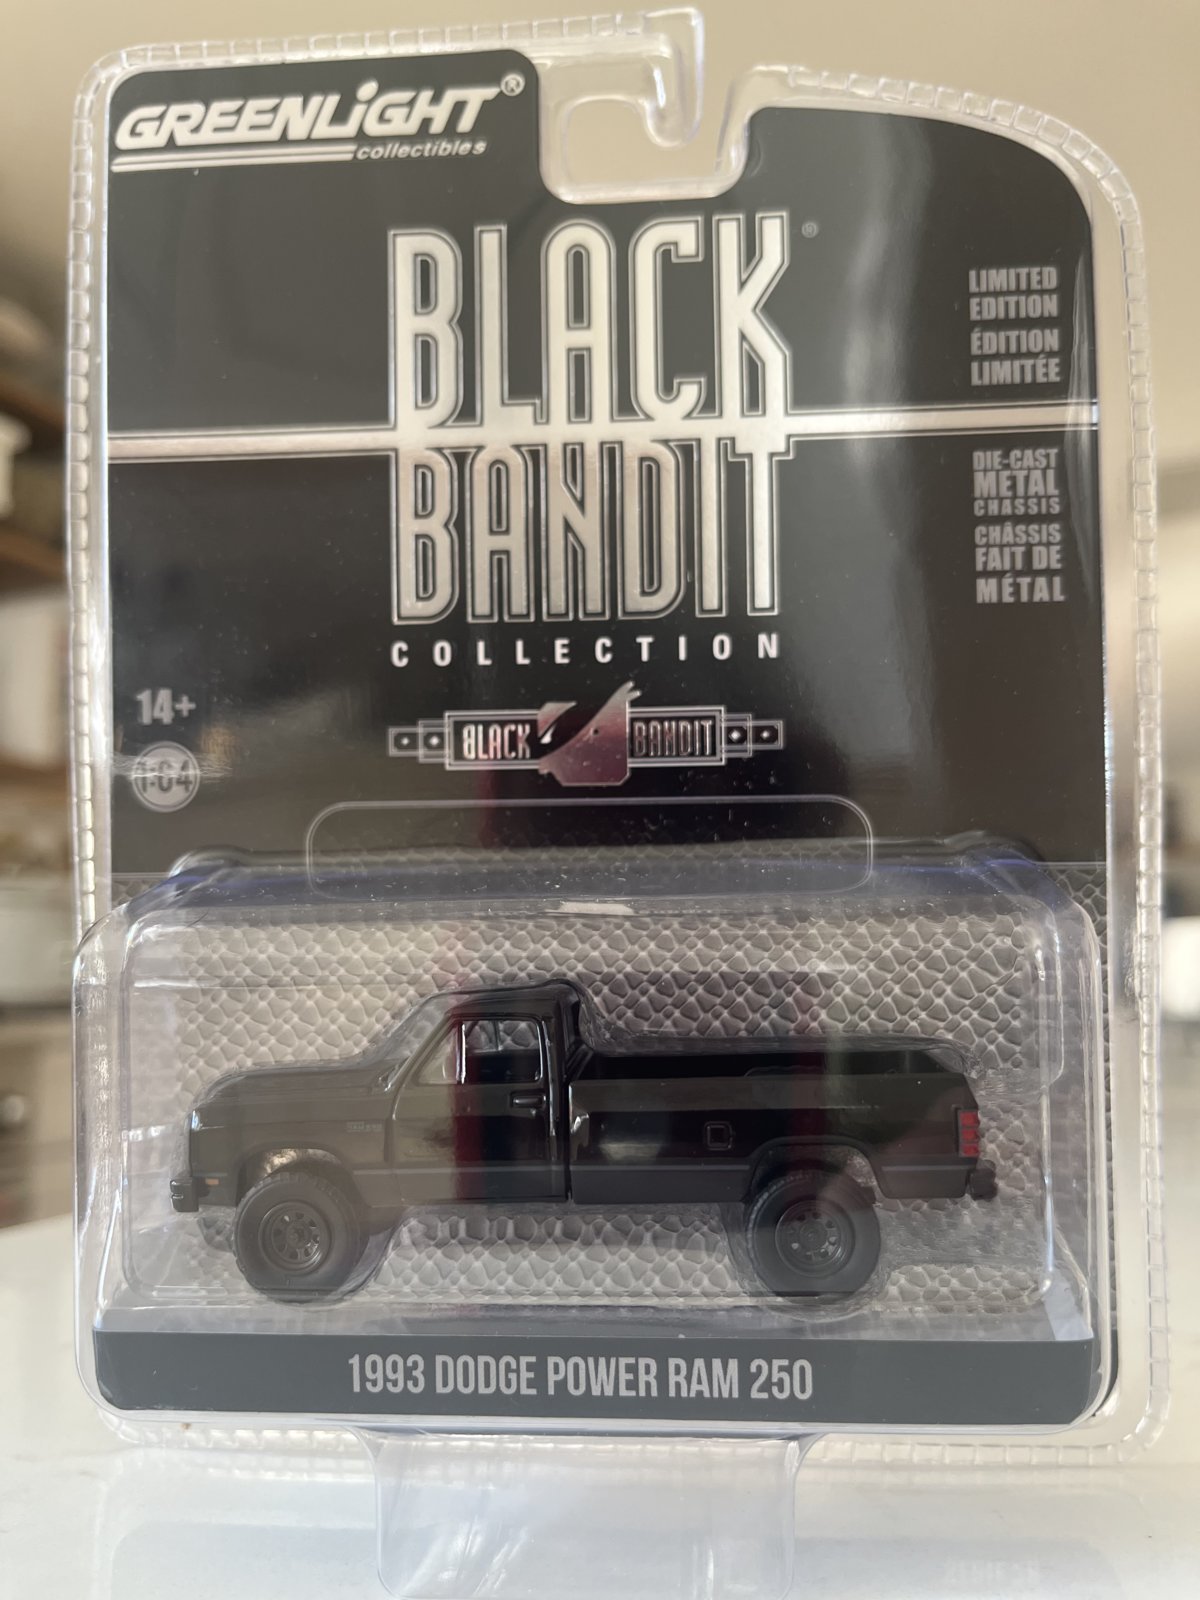 GREENLiGHT®
collectibles
BLACK®
BANDIT
COLLECTION
LIMITED
EDITION
ÉDITION
LIMITÉE
DIE-CAST
METAL
CHASSIS
CHÂSSIS
FAIT DE
MÉTAL
14+
1:64
BLACK BANDIT
1993 DODGE POWER RAM 250